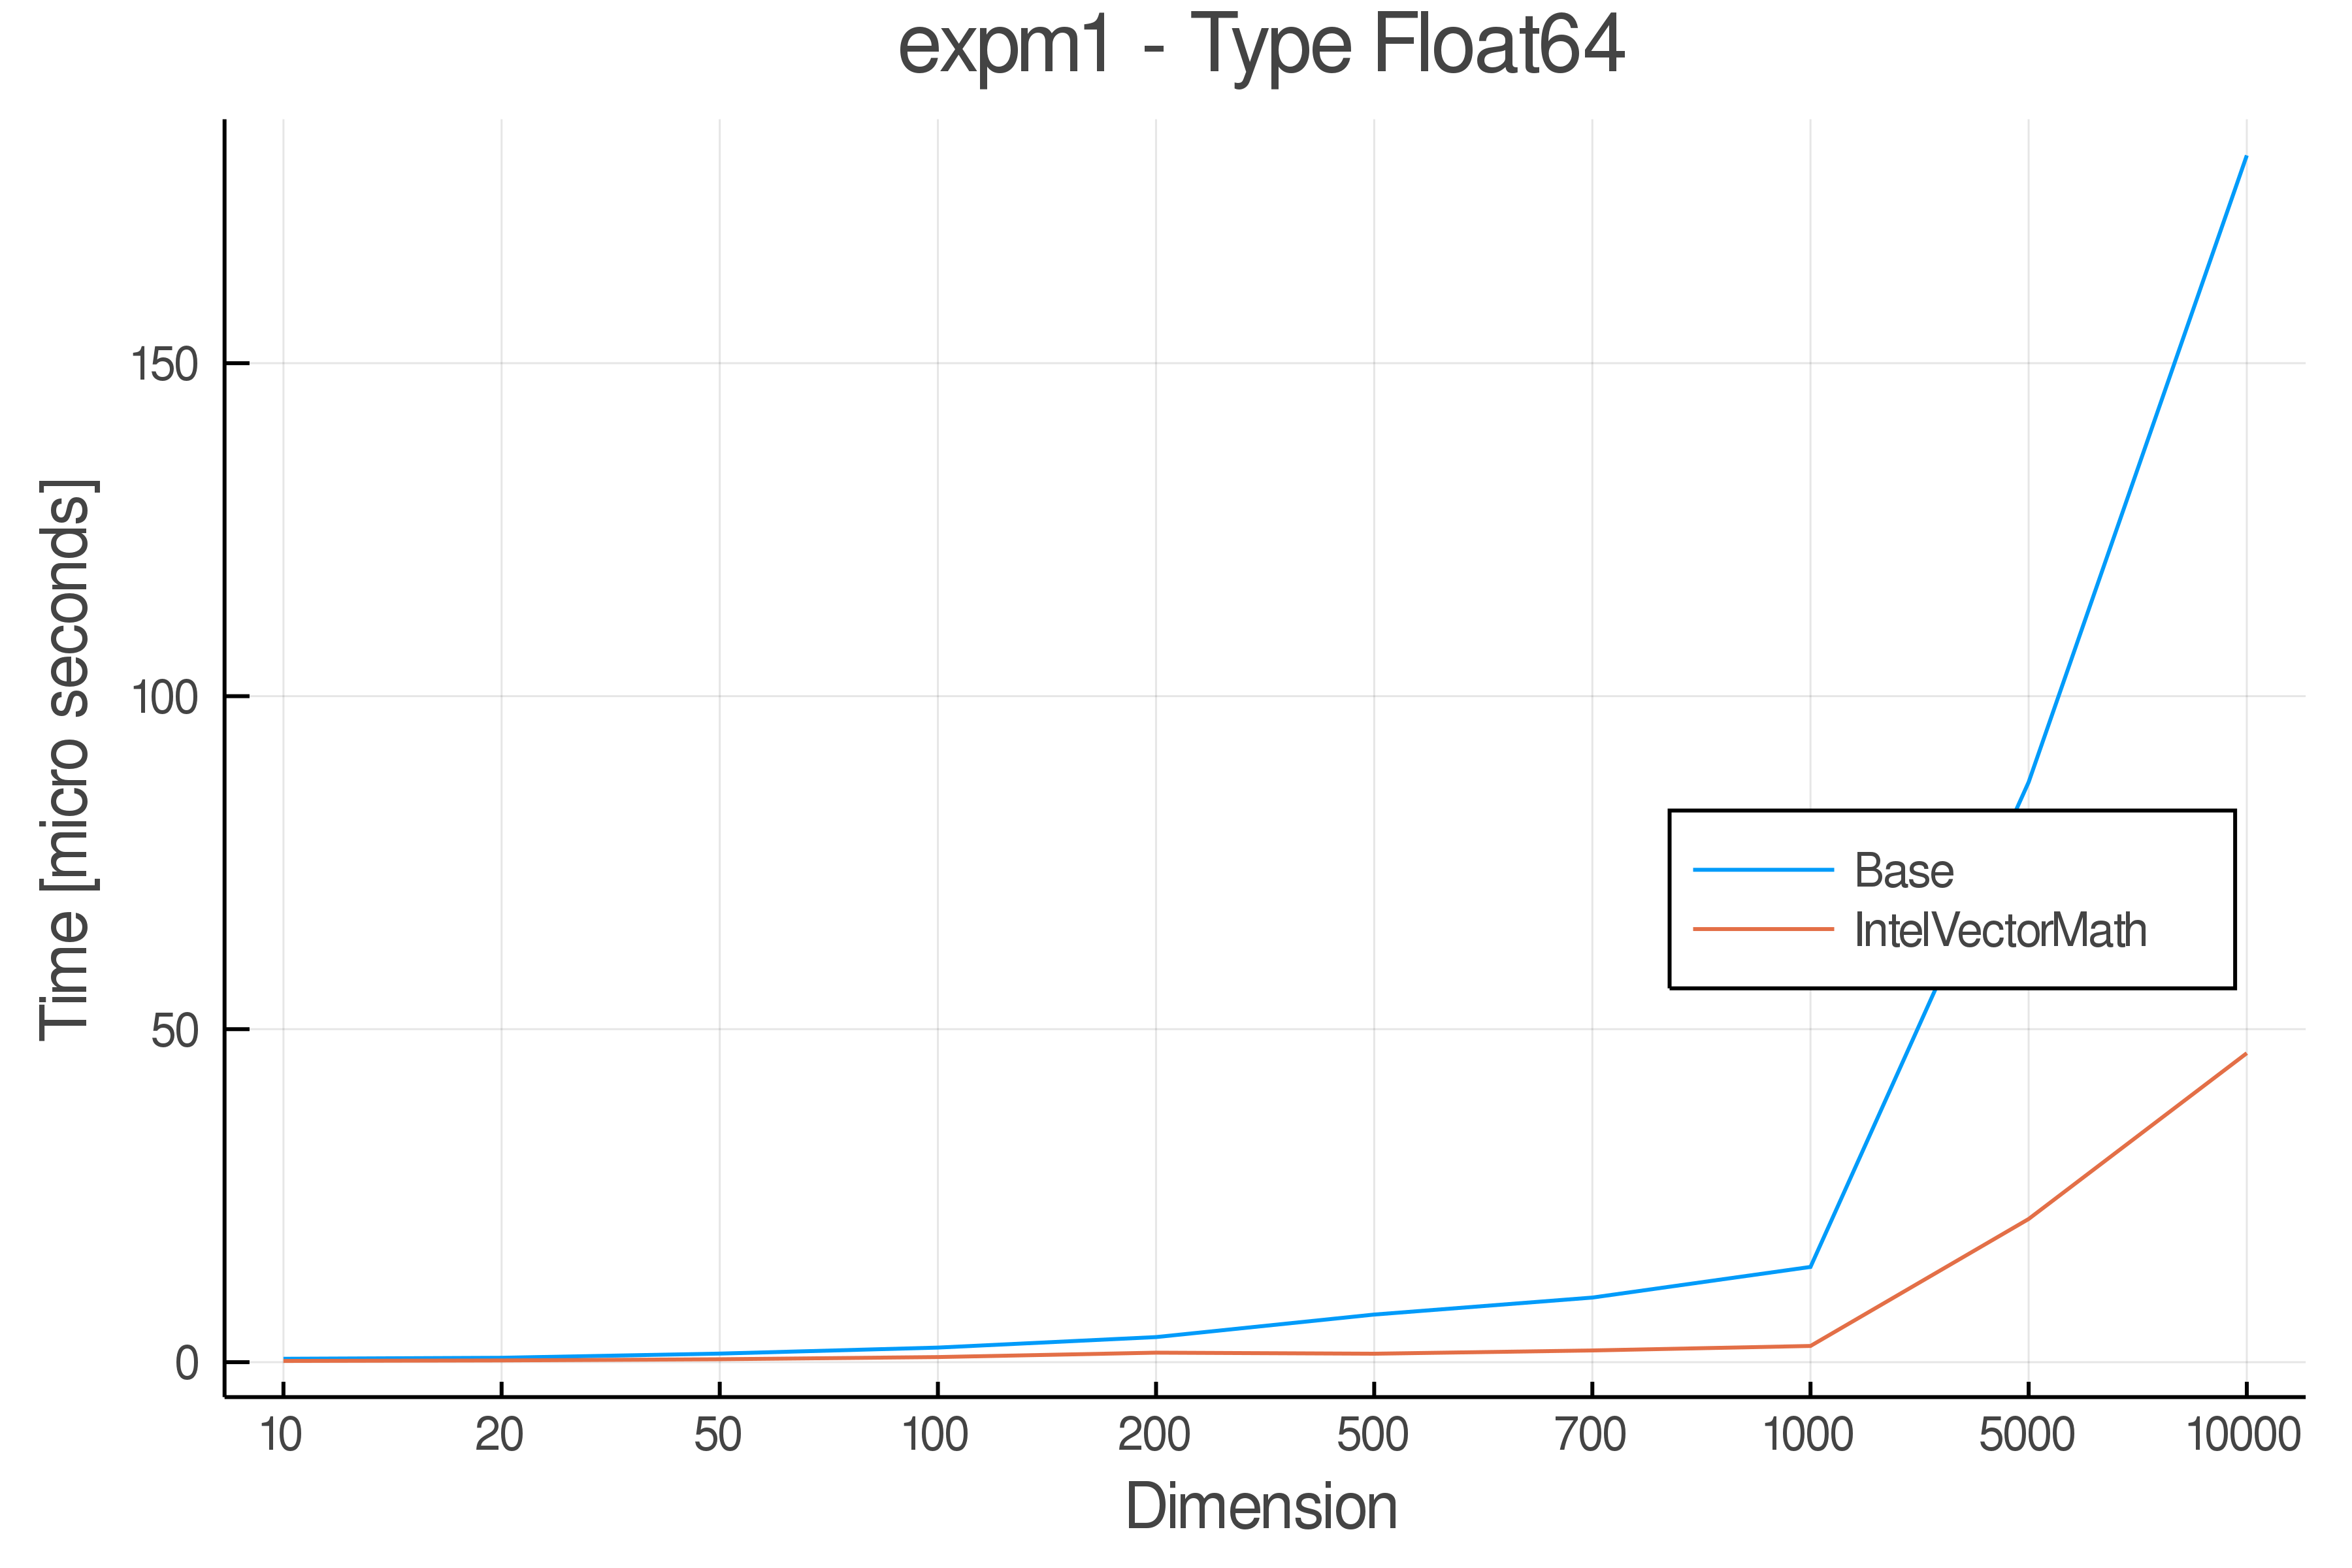 expm1 - Type Float64
Time [micro seconds]
150
100
50
0
Base
IntelVectorMath
10 20 50 100 200 500 700 1000 5000 10000
Dimension